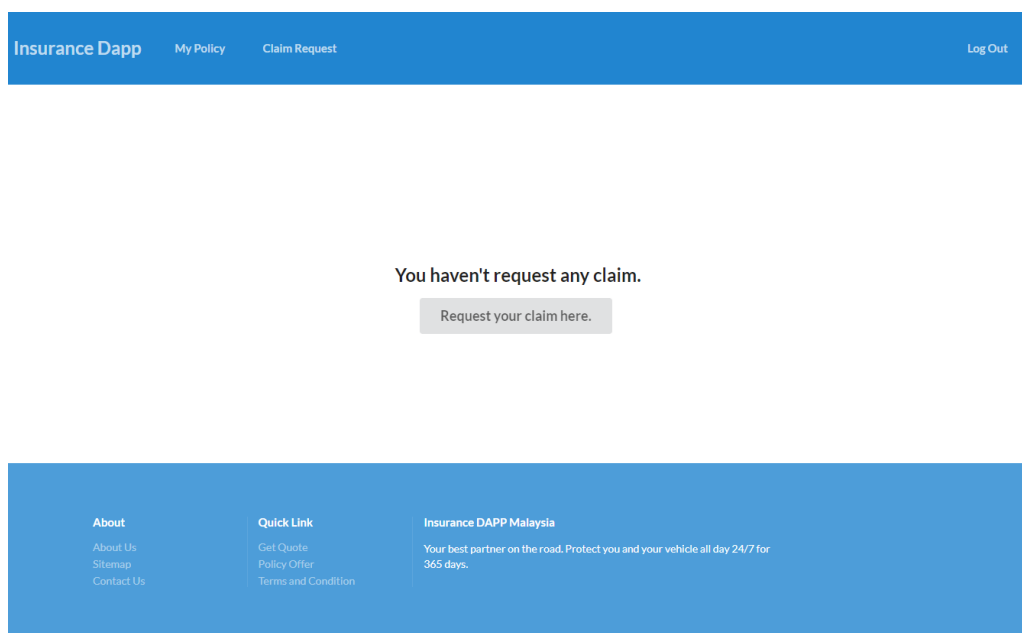 Insurance Dapp
My Policy
Claim Request
Log Out
You haven't request any claim.
Request your claim here.
About
About Us
Sitemap
Contact Us
Quick Link
Get Quote
Policy Offer
Terms and Condition
Insurance DAPP Malaysia
Your best partner on the road. Protect you and your vehicle all day 24/7 for
365 days.